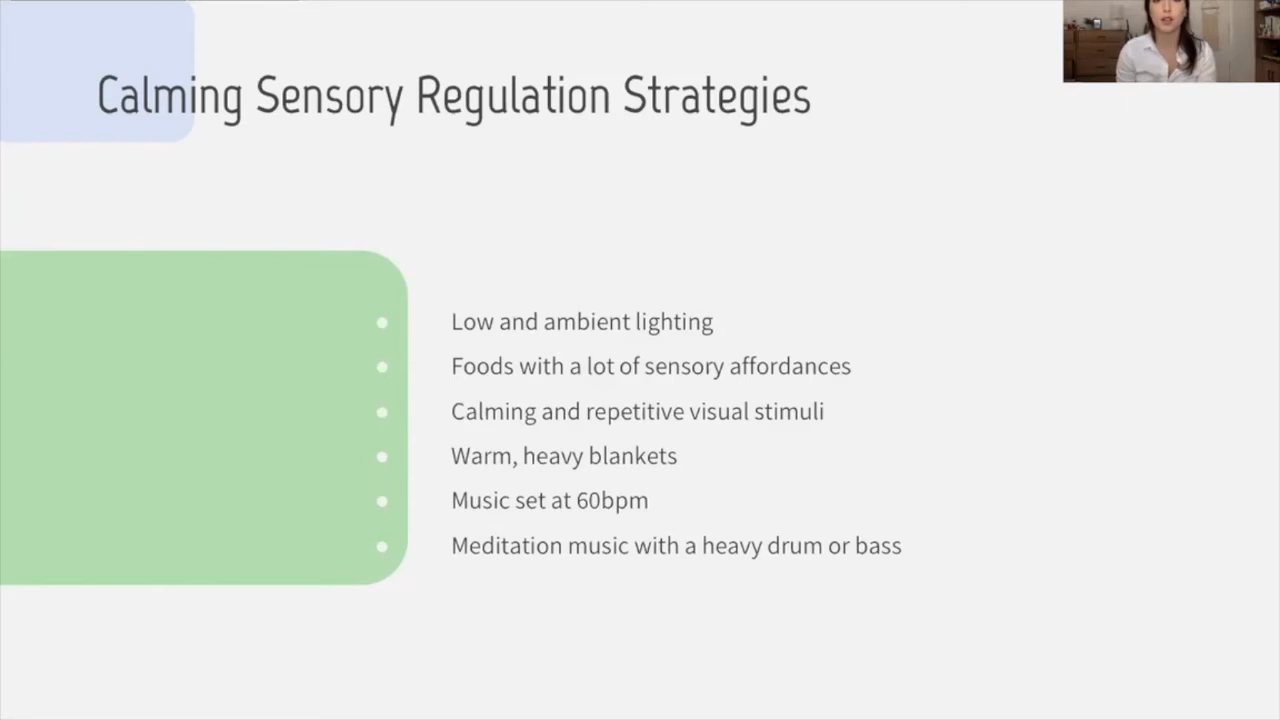 Calming Sensory Regulation Strategies
Low and ambient lighting
Foods with a lot of sensory affordances
Calming and repetitive visual stimuli
Warm, heavy blankets
Music set at 60bpm
Meditation music with a heavy drum or bass